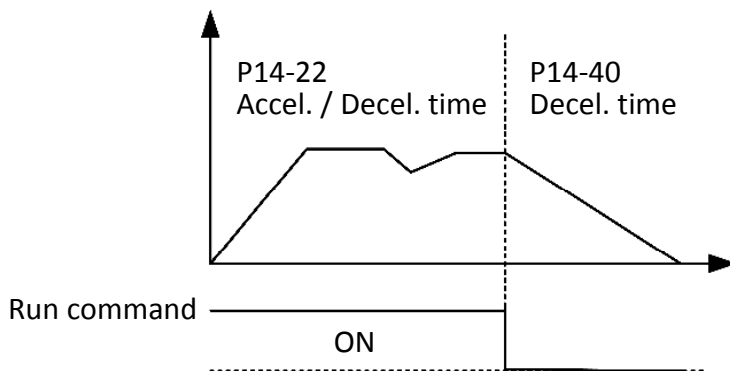 P14-22
Accel. / Decel. time
P14-40
Decel. time
Run command
ON